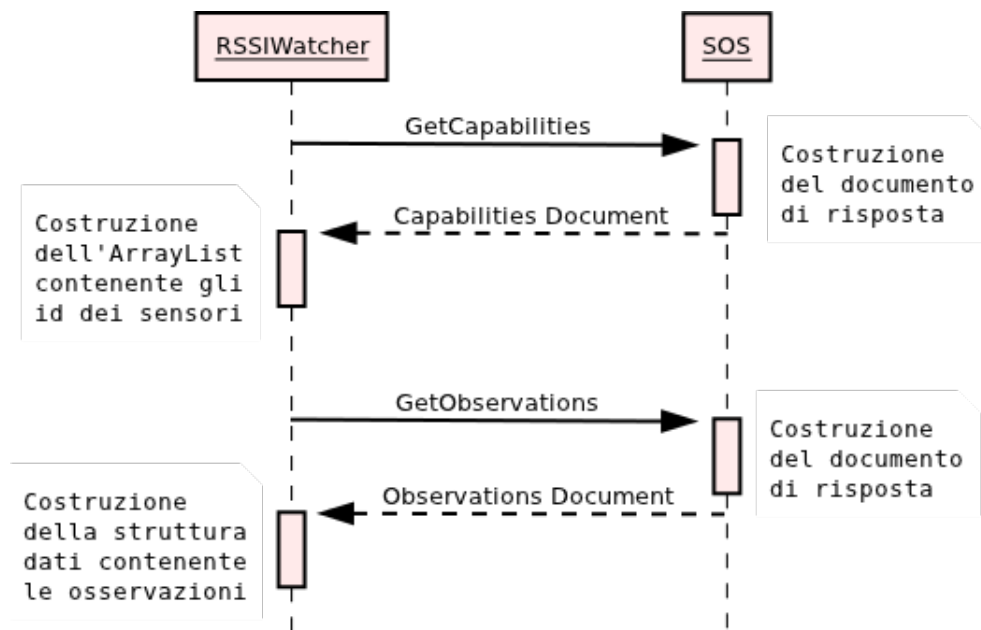 RSSIWatcher
SOS
GetCapabilities
Costruzione
del documento
di risposta
Capabilities Document
Costruzione
dell'ArrayList
contenente gli
id dei sensori
GetObservations
Costruzione
del documento
di risposta
Observations Document
Costruzione
della struttura
dati contenente
le osservazioni